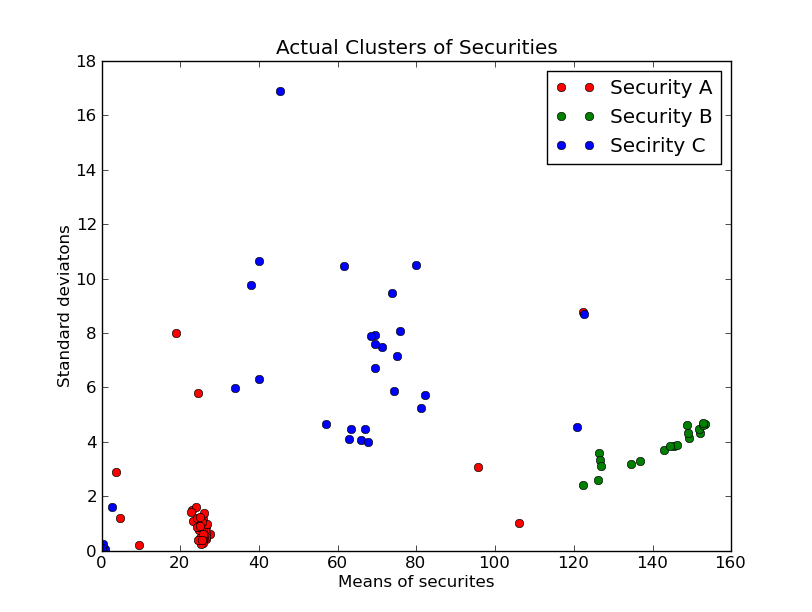 Actual Clusters of Securities
18
16
14
12
10
8
6
4
2
0
Standard deviatons
Security A
Security B
Secirity C
0 20 40 60 80 100 120 140 160
Means of securites